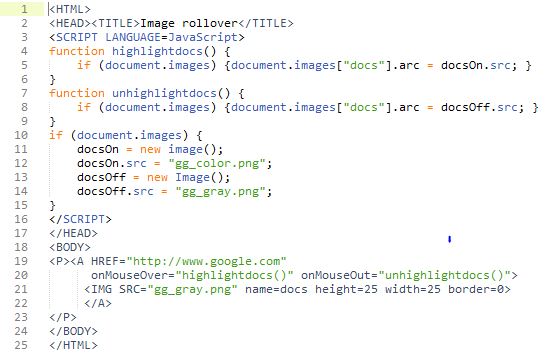 1 <HTML>
2 <HEAD><TITLE>Image rollover</TITLE>
3 <SCRIPT LANGUAGE=JavaScript>
4 function highlightdocs() {
5     if (document.images) {document.images["docs"].arc = docsOn.src; }
6 }
7 function unhighlightdocs() {
8     if (document.images) {document.images["docs"].arc = docsOff.src; }
9 }
10 if (document.images) {
11     docsOn = new image();
12     docsOn.src = "gg_color.png";
13     docsOff = new Image();
14     docsOff.src = "gg_gray.png";
15 }
16 </SCRIPT>
17 </HEAD>
18 <BODY>
19 <P><A HREF="http://www.google.com"
20       onMouseOver="highlightdocs()" onMouseOut="unhighlightdocs()">
21      <IMG SRC="gg_gray.png" name=docs height=25 width=25 border=0>
22      </A>
23 </P>
24 </BODY>
25 </HTML>